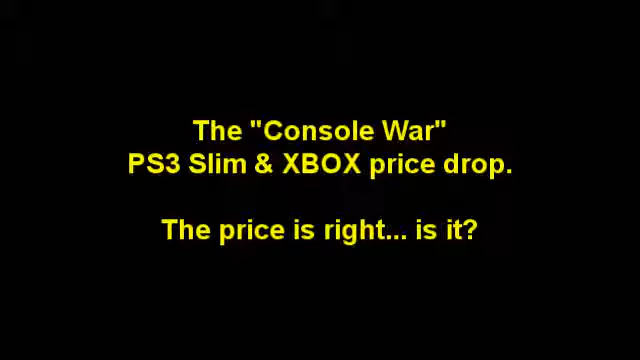 The "Console War"
PS3 Slim & XBOX price drop.
The price is right... is it?